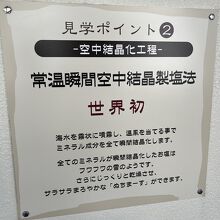 見学ポイント❷
-空中結晶化工程-
常温瞬間空中結晶製塩法
世界初
海水を霧状に噴霧し、温風を当てる事で
ミネラル成分を全て瞬間結晶化します。
全てのミネラルが瞬間結晶したお塩は
フワフワの雪のようです。
さらにじっくりと乾燥させ、
サラサラまろやかな「ぬちまーす」ができます。